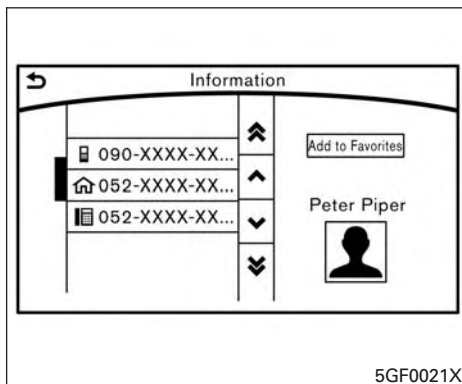 Information
090-XXXX-XX...
052-XXXX-XX...
052-XXXX-XX...
Add to Favorites
Peter Piper
5GF0021X